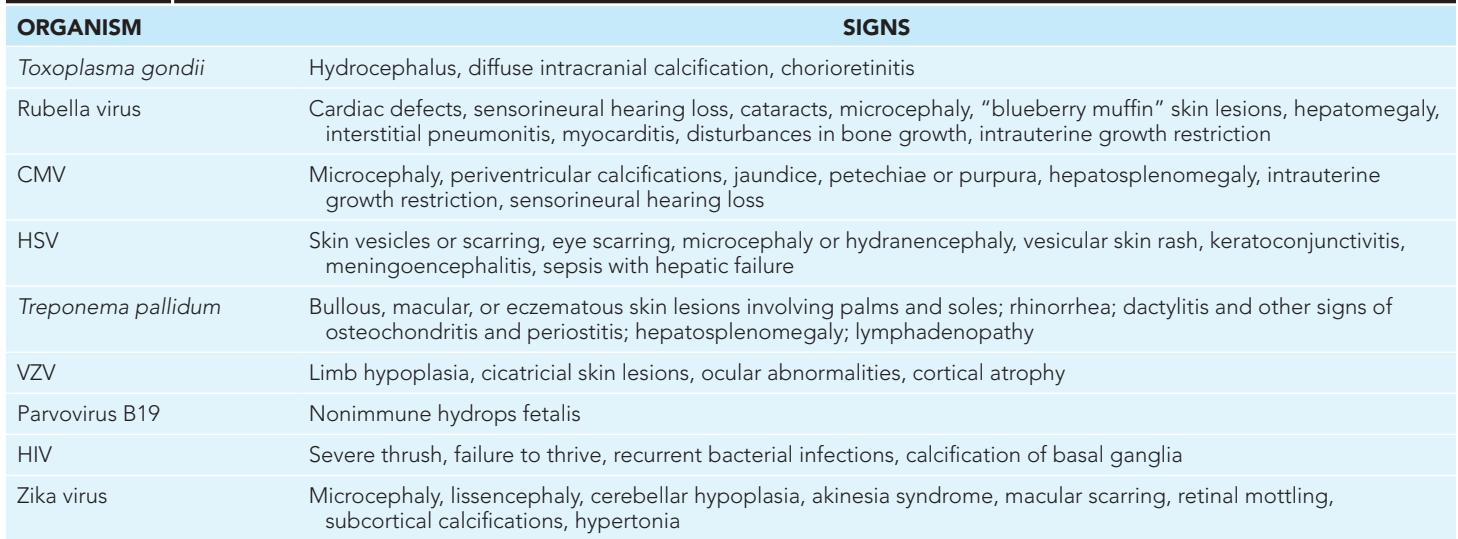 ORGANISM SIGNS
Toxoplasma gondii Hydrocephalus, diffuse intracranial calcification, chorioretinitis
Rubella virus Cardiac defects, sensorineural hearing loss, cataracts, microcephaly, “blueberry muffin” skin lesions, hepatomegaly,
interstitial pneumonitis, myocarditis, disturbances in bone growth, intrauterine growth restriction
CMV Microcephaly, periventricular calcifications, jaundice, petechiae or purpura, hepatosplenomegaly, intrauterine
growth restriction, sensorineural hearing loss
HSV Skin vesicles or scarring, eye scarring, microcephaly or hydranencephaly, vesicular skin rash, keratoconjunctivitis,
meningoencephalitis, sepsis with hepatic failure
Treponema pallidum Bullous, macular, or eczematous skin lesions involving palms and soles; rhinorrhea; dactylitis and other signs of
osteochondritis and periostitis; hepatosplenomegaly; lymphadenopathy
VZV Limb hypoplasia, cicatricial skin lesions, ocular abnormalities, cortical atrophy
Parvovirus B19 Nonimmune hydrops fetalis
HIV Severe thrush, failure to thrive, recurrent bacterial infections, calcification of basal ganglia
Zika virus Microcephaly, lissencephaly, cerebellar hypoplasia, akinesia syndrome, macular scarring, retinal mottling,
subcortical calcifications, hypertonia